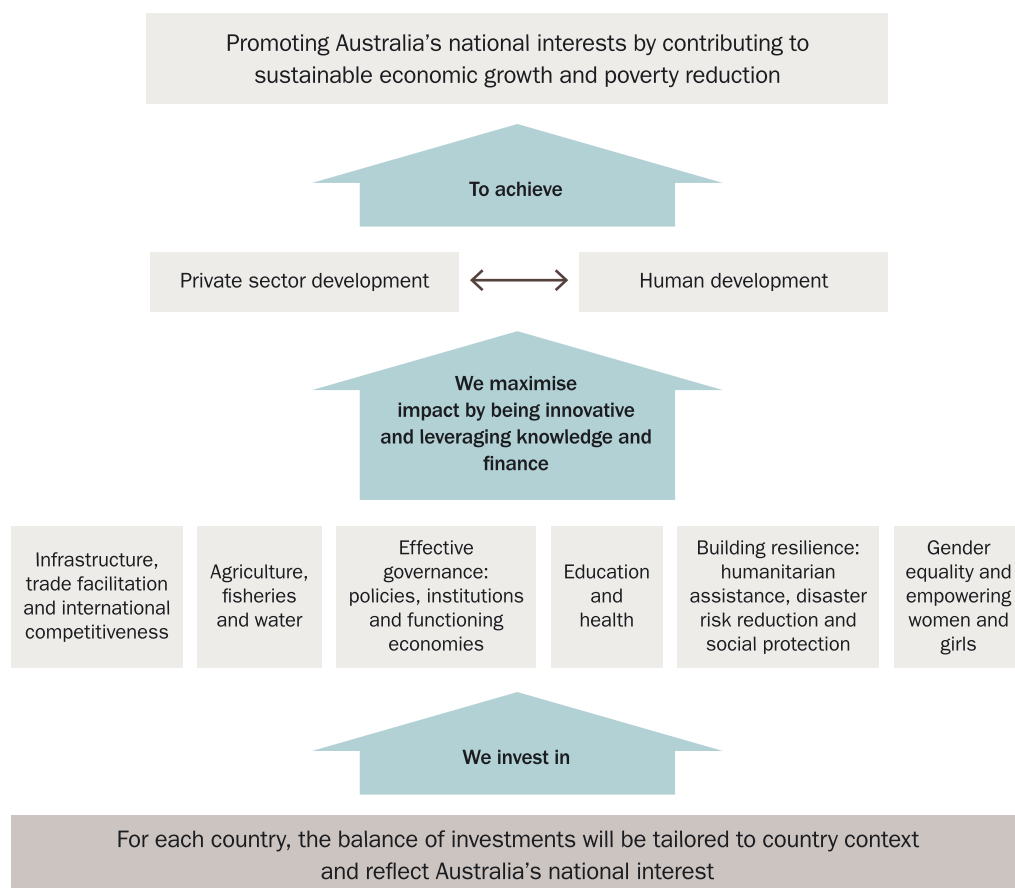 Promoting Australia’s national interests by contributing to
sustainable economic growth and poverty reduction
To achieve
Private sector development
Human development
We maximise
impact by being innovative
and leveraging knowledge and
finance
Infrastructure,
trade facilitation
and international
competitiveness
Agriculture,
fisheries
and water
Effective
governance:
policies, institutions
and functioning
economies
Education
and
health
Building resilience:
humanitarian
assistance, disaster
risk reduction and
social protection
Gender
equality and
empowering
women and
girls
We invest in
For each country, the balance of investments will be tailored to country context
and reflect Australia’s national interest